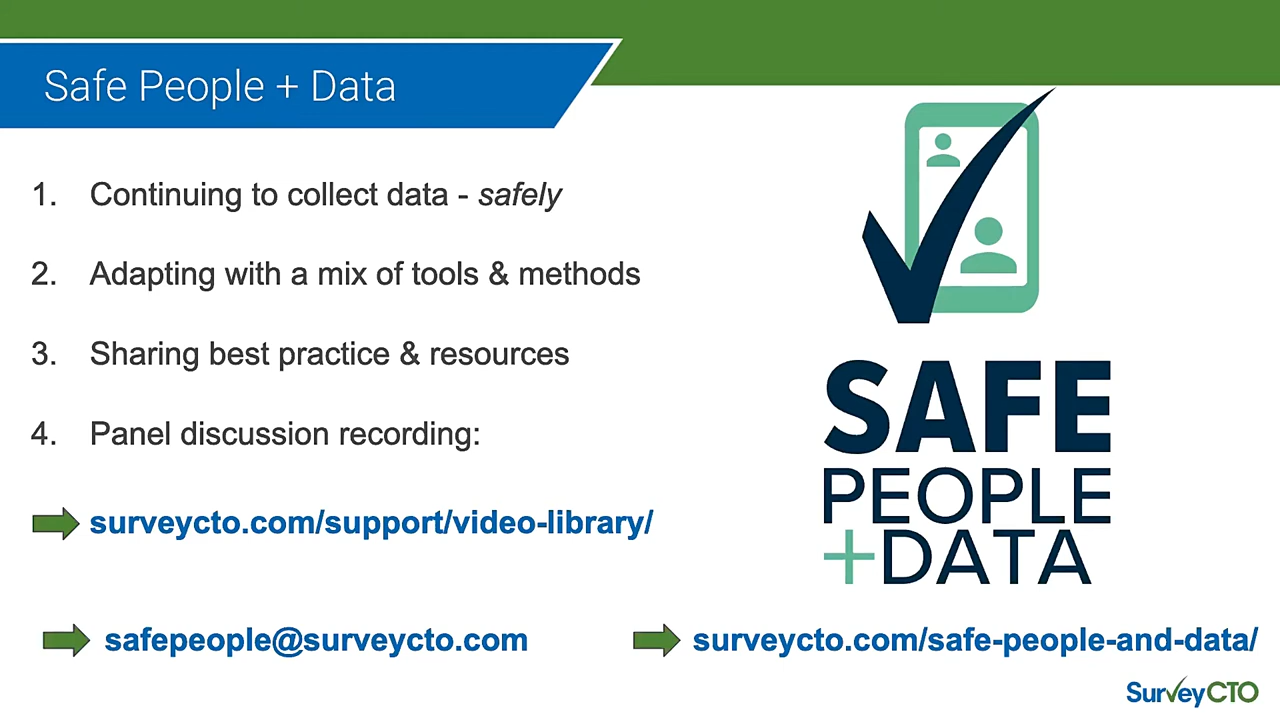 Safe People + Data
1. Continuing to collect data - safely
2. Adapting with a mix of tools & methods
3. Sharing best practice & resources
4. Panel discussion recording:
surveycto.com/support/video-library/
safepeople@surveycto.com
surveycto.com/safe-people-and-data/
SAFE
PEOPLE
+DATA
SurveyCTO